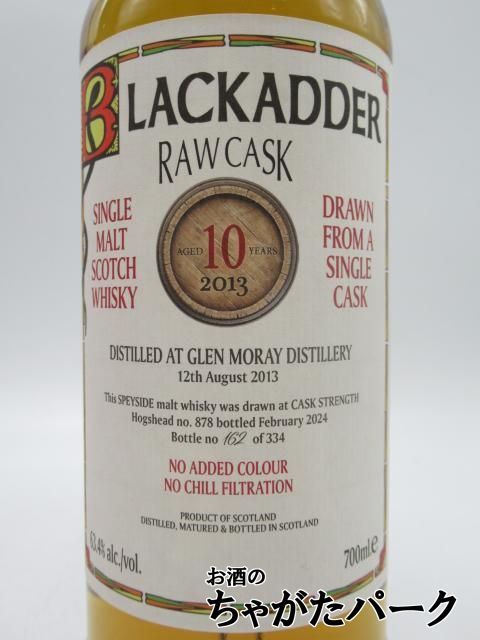 BLACKADDER
RAW CASK
SINGLE
MALT
SCOTCH
WHISKY
AGED 10 YEARS
2013
DRAWN
FROM A
SINGLE
CASK
DISTILLED AT GLEN MORAY DISTILLERY
12th August 2013
This SPEYSIDE malt whisky was drawn at CASK STRENGTH
Hogshead no. 878 bottled February 2024
Bottle no 162 of 334
NO ADDED COLOUR
NO CHILL FILTRATION
PRODUCT OF SCOTLAND
DISTILLED, MATURED & BOTTLED IN SCOTLAND
63.4% alc./vol.
700ml e
お酒の
ちゃがたパーク